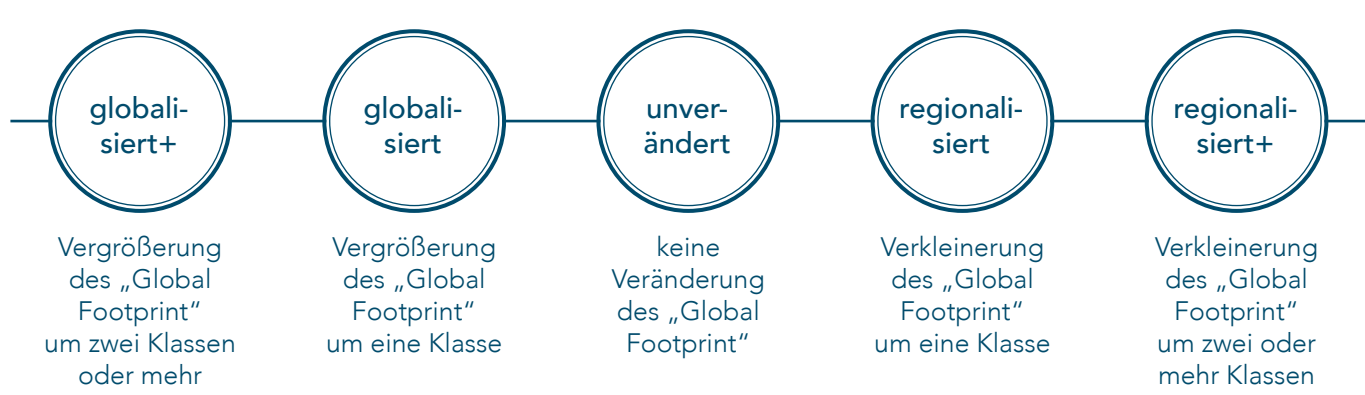 globali-
siert+
globali-
siert
unver-
ändert
regionali-
siert
regionali-
siert+
Vergrößerung
des „Global
Footprint“
um zwei Klassen
oder mehr
Vergrößerung
des „Global
Footprint“
um eine Klasse
keine
Veränderung
des „Global
Footprint“
Verkleinerung
des „Global
Footprint“
um eine Klasse
Verkleinerung
des „Global
Footprint“
um zwei oder
mehr Klassen